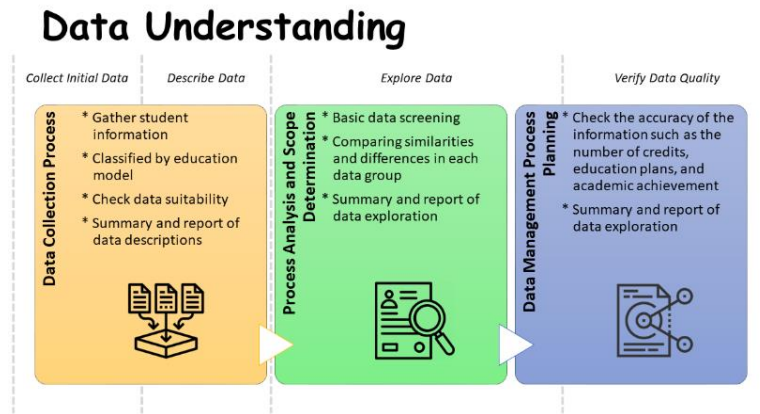 Data Understanding
Collect Initial Data
Describe Data
Explore Data
Verify Data Quality
Data Collection Process
* Gather student
information
* Classified by education
model
* Check data suitability
* Summary and report of
data descriptions
Process Analysis and Scope
Determination
* Basic data screening
* Comparing similarities
and differences in each
data group
* Summary and report of
data exploration
Data Management Process
Planning
* Check the accuracy of the
information such as the
number of credits,
education plans, and
academic achievement
* Summary and report of
data exploration